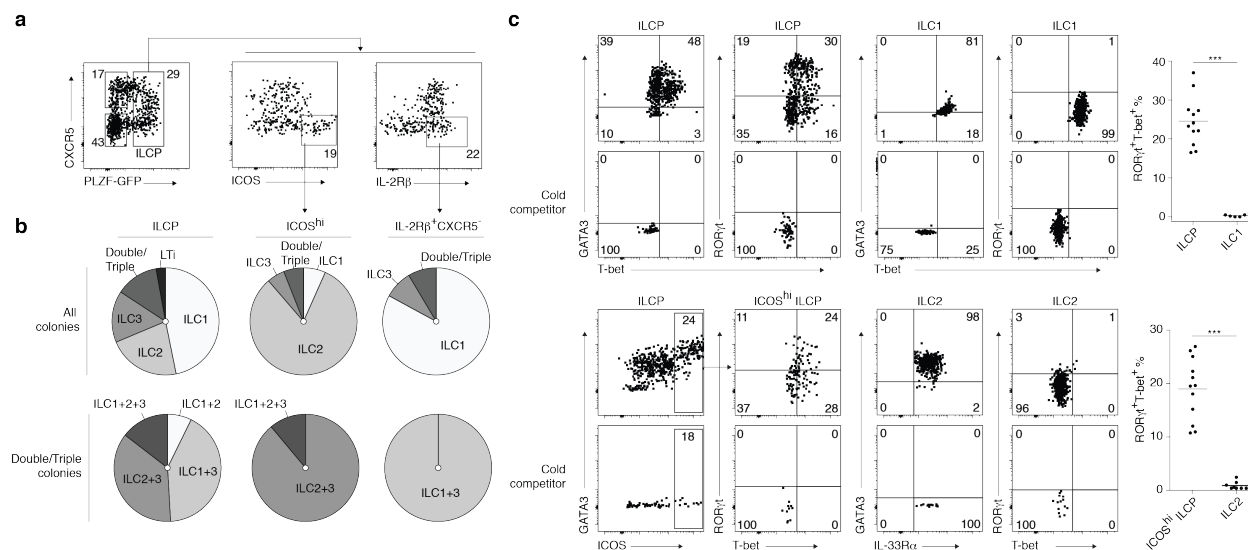 a
17
29
43
ILCP
CXCR5
PLZF-GFP
19
ICOS
22
IL-2Rβ
b
ILCP
ICOShi
IL-2Rβ+CXCR5-
All
colonies
Double/
Triple
LTi
ILC3
ILC2
ILC1
ILC3
Double/
Triple
ILC1
ILC2
ILC3
Double/Triple
ILC1
Double/Triple
colonies
ILC1+2+3
ILC1+2
ILC2+3
ILC1+3
ILC1+2+3
ILC2+3
ILC1+3
c
ILCP
ILCP
ILC1
ILC1
39 48
10 3
19 30
35 16
0 81
1 18
0 1
0 99
Cold
competitor
0 0
100 0
0 0
100 0
0 0
75 25
0 0
100 0
GATA3
RORγt
GATA3
RORγt
T-bet
T-bet
RORγt+T-bet+ %
40
30
20
10
0
***
ILCP
ILC1
ILCP
ICOShi ILCP
ILC2
ILC2
24
11 24
37 28
0 98
0 2
3 1
96 0
Cold
competitor
18
0 0
100 0
0 0
0 100
0 0
100 0
GATA3
RORγt
GATA3
RORγt
ICOS
T-bet
IL-33Rα
T-bet
RORγt+T-bet+ %
30
20
10
0
***
ICOShi ILCP
ILC2